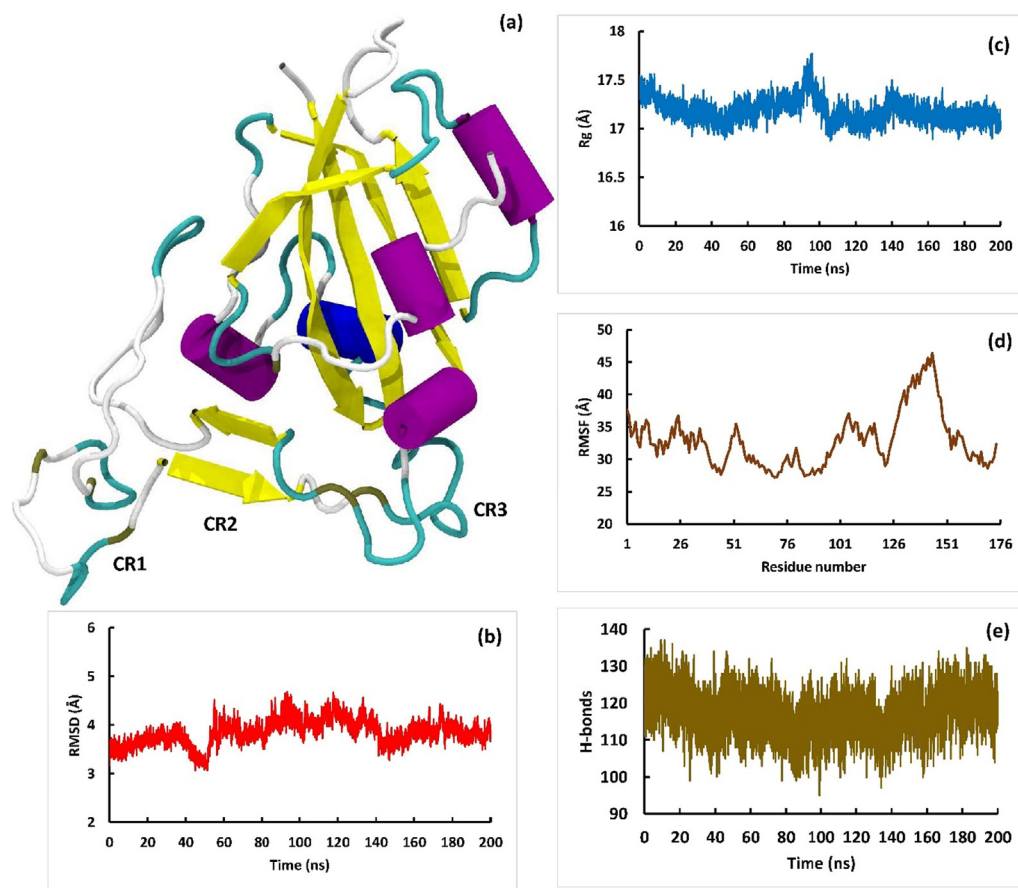 (a)
CR1
CR2
CR3
(b)
RMSD (Å)
6
5
4
3
2
0 20 40 60 80 100 120 140 160 180 200
Time (ns)
(c)
Rg (Å)
18
17.5
17
16.5
16
0 20 40 60 80 100 120 140 160 180 200
Time (ns)
(d)
RMSF (Å)
50
45
40
35
30
25
20
1 26 51 76 101 126 151 176
Residue number
(e)
H-bonds
140
130
120
110
100
90
0 20 40 60 80 100 120 140 160 180 200
Time (ns)